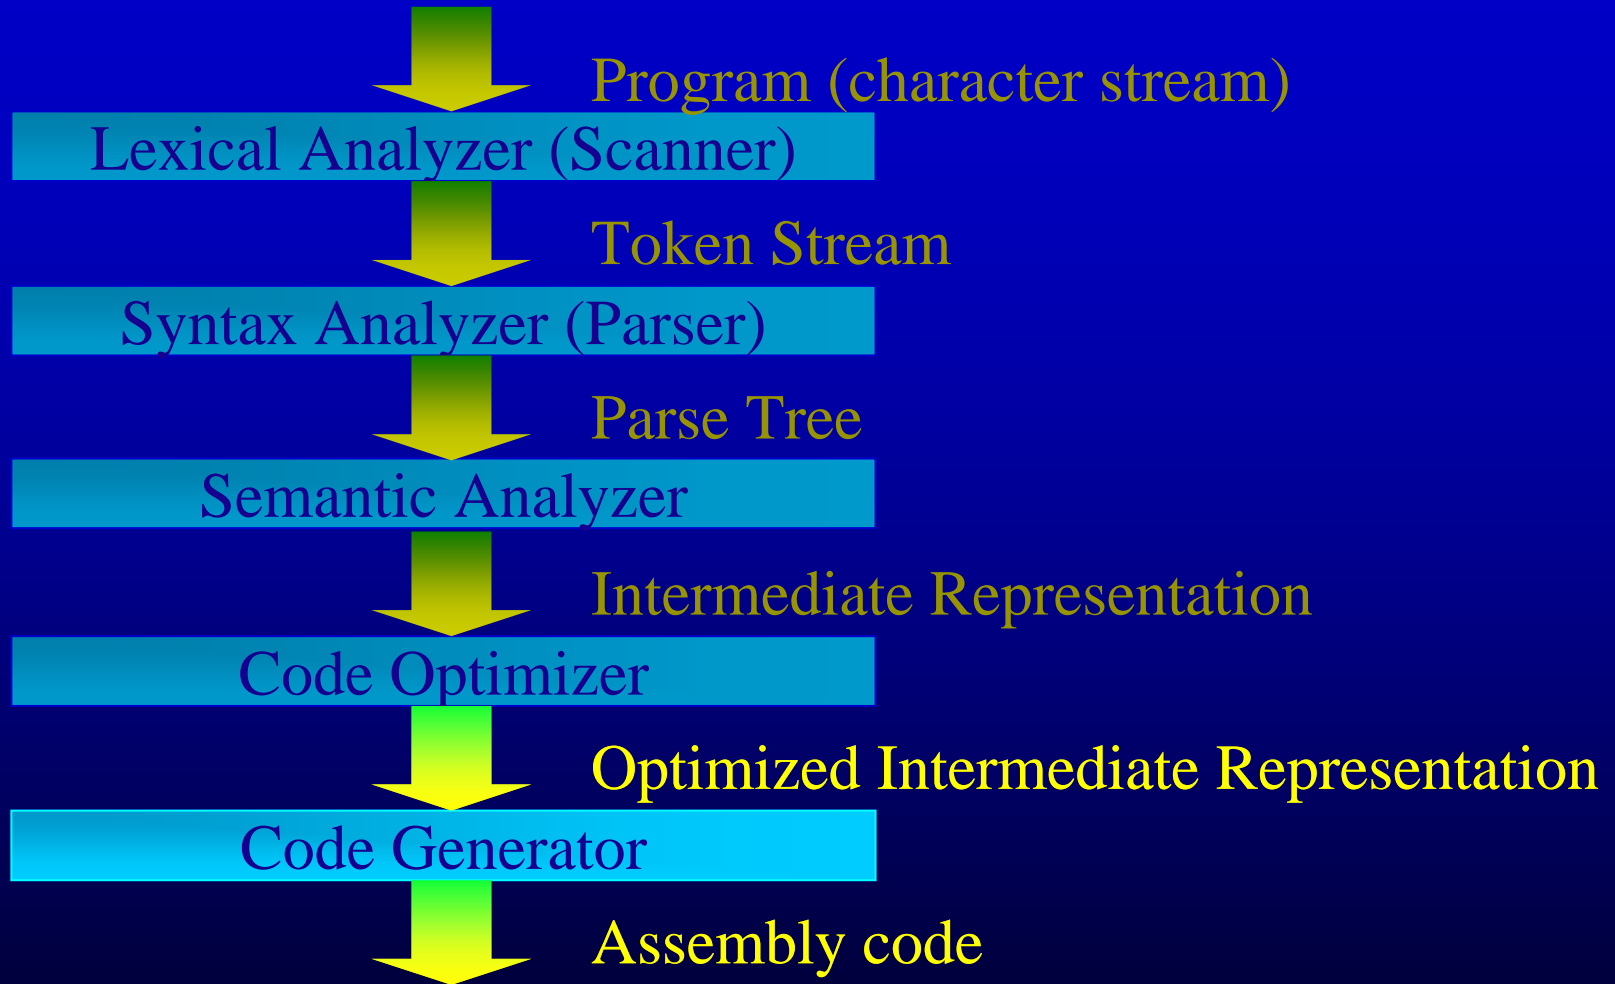 Program (character stream)
Lexical Analyzer (Scanner)
Token Stream
Syntax Analyzer (Parser)
Parse Tree
Semantic Analyzer
Intermediate Representation
Code Optimizer
Optimized Intermediate Representation
Code Generator
Assembly code